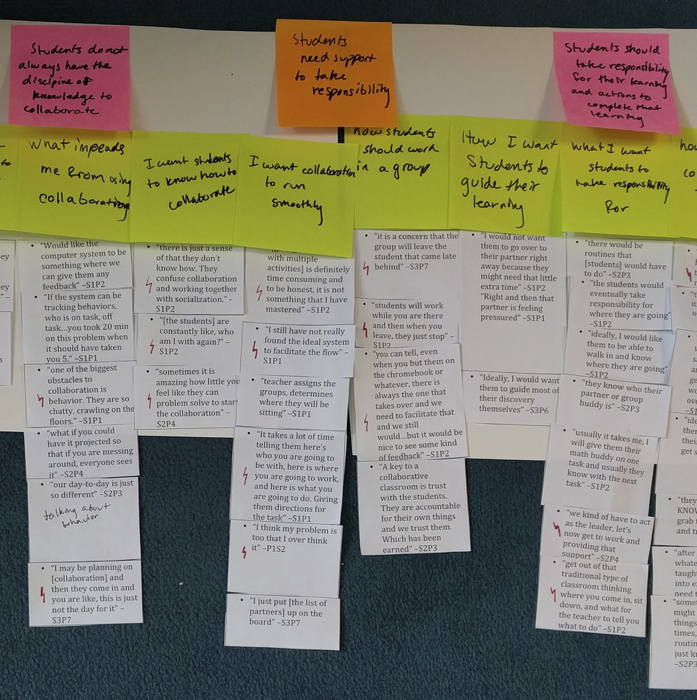 Students do not
always have the
discipine of
knowledge to
collaborate
Students
need support
to take
responsibility
Students should
take responsibility
for their learning
and actions to
complete that
learning
to
What impeads
me from using
collaboration
I want students
to know how to
collaborate
I want collaboration
to run
smoothly
how students
should work
in a group
How I want
Students to
guide their
learning
what I want
students to
take responsibility
for
ho
co
• "Would like the
computer system to be
something where we
can give them any
feedback" –S1P2
• "If the system can be
tracking behaviors,
who is on task, off
task…you took 20 min
on this problem when
it should have taken
you 5." –S1P1
• "one of the biggest
obstacles to
collaboration is
behavior. They are so
chatty, crawling on the
floors." –S1P1
• "what if you could
have it projected so
that if you are messing
around, everyone sees
it" –S2P4
• "our day-to-day is just
so different" –S2P3
talking about
behavior
• "I may be planning on
[collaboration] and
then they come in and
you are like, this is just
not the day for it" –
S3P7
• "there is just a sense
of that they don't
know how. They
confuse collaboration
and working together
with socialization." -
S1P2
• "[the students] are
constantly like, who
am I with again?" –
S1P2
• "sometimes it is
amazing how little you
feel like they can
problem solve to start
the collaboration" –
S2P4
with multiple
activities] is definitely
time consuming and
to be honest, it is not
something that I have
mastered" –S1P2
• "I still have not really
found the ideal system
to facilitate the flow" –
S1P1
• "teacher assigns the
groups, determines
where they will be
sitting" –S1P1
• "It takes a lot of time
telling them here's
who you are going to
be with, here is where
you are going to work,
and here is what you
are going to do. Giving
them directions for
the task" –S1P1
• "I think my problem is
too that I over think
it" –P1S2
• "I just put [the list of
partners] up on the
board" –S3P7
• "it is a concern that the
group will leave the
student that came late
behind" –S3P7
• "students will work
while you are there
and then when you
leave, they just stop" –
S1P2
• "you can tell, even
when you but them on
the chromebook or
whatever, there is
always the one that
takes over and we
need to facilitate that
and we still
would…but it would be
nice to see some kind
of feedback" –S1P2
• "A key to a
collaborative
classroom is trust
with the students.
They are accountable
for their own things
and we trust them.
Which has been
earned" –S2P3
• "I would not want
them to go over to
their partner right
away because they
might need that little
extra time" –S1P2
"Right and then that
partner is feeling
pressured" –S1P1
• "Ideally, I would want
them to guide most of
their discovery
themselves" –S3P6
• "there would be
routines that
[students] would have
to do" –S2P3
• "the students would
eventually take
responsibility for
where they are going"
–S1P2
• "ideally, I would like
them to be able to
walk in and know
where they are going"
–S1P2
• "they know who their
partner or group
buddy is" –S2P3
• "usually it takes me, I
will give them their
math buddy on one
task and usually they
know with the next
task" –S1P2
• "we kind of have to act
as the leader, let's
now get to work and
providing that
support" –S2P4
• "get out of that
traditional type of
classroom thinking
where you come in, sit
down, and what for
the teacher to tell you
what to do" –S1P2